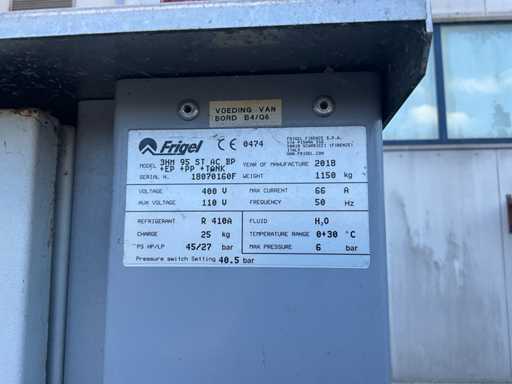 VOEDING VAN
BORD B4/Q6
Frigel CE 0474
FRIGEL FIRENZE S.P.A.
ITALY
WWW.FRIGEL.COM
MODEL 3HM 95 ST AC BP
+EP +PP +TANK
YEAR OF MANUFACTURE 2018
SERIAL N. 18070160F
WEIGHT 1150 kg
VOLTAGE 400 V
MAX CURRENT 66 A
AUX VOLTAGE 110 V
FREQUENCY 50 Hz
REFRIGERANT R 410A
FLUID H₂O
CHARGE 25 kg
TEMPERATURE RANGE 0+30 °C
PS HP/LP 45/27 bar
MAX PRESSURE 6 bar
Pressure switch Setting 40.5 bar